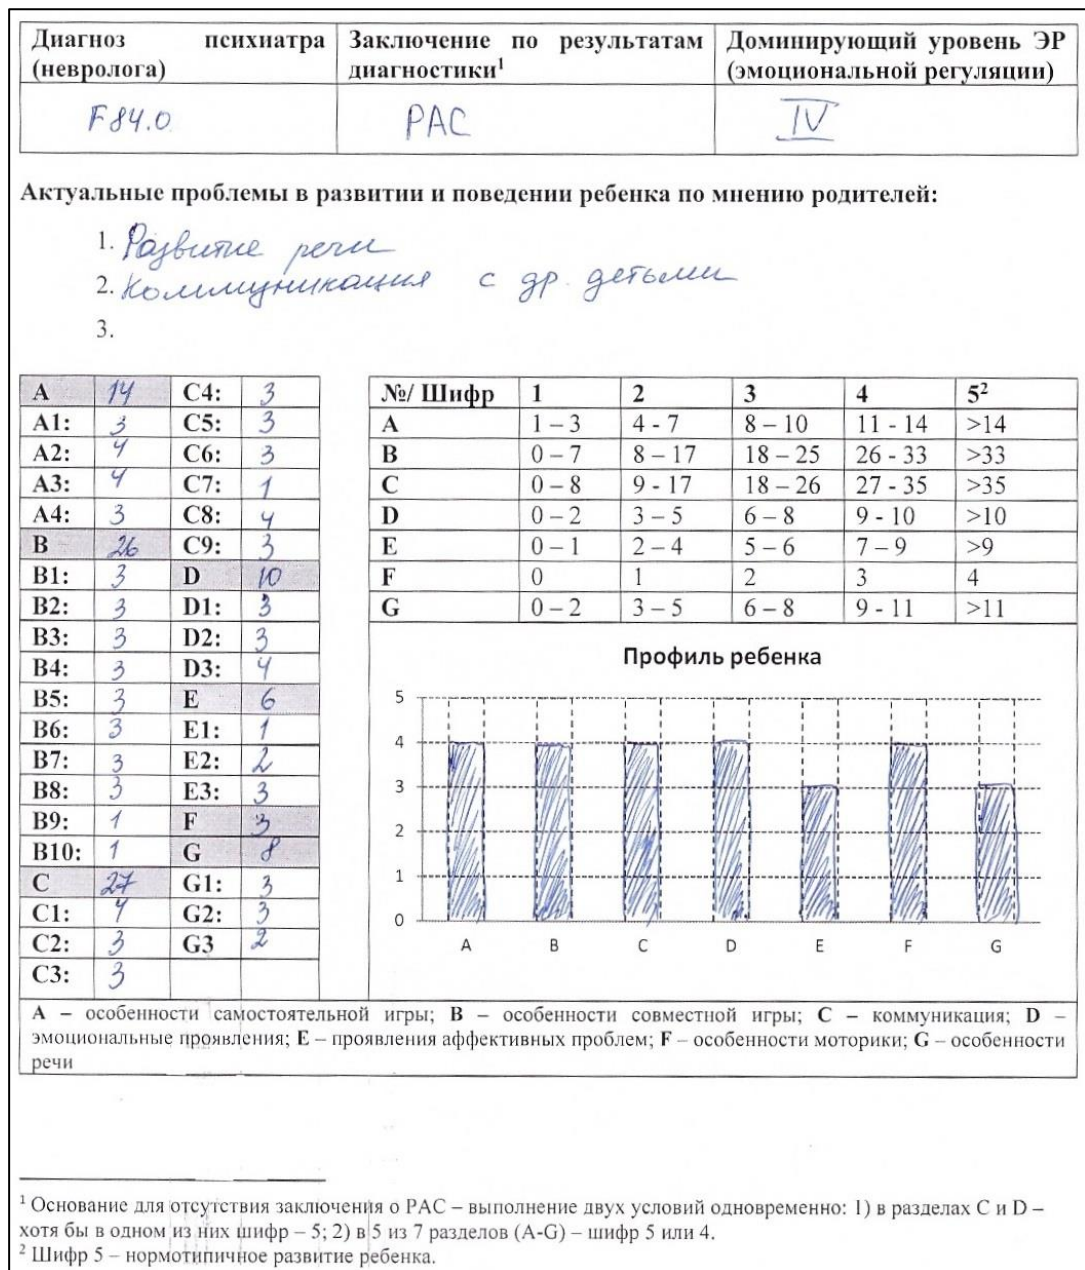 Диагноз психиатра (невролога)
Заключение по результатам диагностики¹
Доминирующий уровень ЭР (эмоциональной регуляции)
F84.0
РАС
IV
Актуальные проблемы в развитии и поведении ребенка по мнению родителей:
1. Развитие речи
2. Коммуникация с др. детьми
3.
A 14 C4: 3
A1: 3 C5: 3
A2: 4 C6: 3
A3: 4 C7: 1
A4: 3 C8: 4
B 26 C9: 3
B1: 3 D 10
B2: 3 D1: 3
B3: 3 D2: 3
B4: 3 D3: 4
B5: 3 E 6
B6: 3 E1: 1
B7: 3 E2: 2
B8: 3 E3: 3
B9: 1 F 3
B10: 1 G 8
C 27 G1: 3
C1: 4 G2: 3
C2: 3 G3 2
C3: 3
№/ Шифр 1 2 3 4 5²
A 1 – 3 4 - 7 8 – 10 11 - 14 >14
B 0 – 7 8 – 17 18 – 25 26 - 33 >33
C 0 – 8 9 - 17 18 – 26 27 - 35 >35
D 0 – 2 3 – 5 6 – 8 9 - 10 >10
E 0 – 1 2 – 4 5 – 6 7 – 9 >9
F 0 1 2 3 4
G 0 – 2 3 – 5 6 – 8 9 - 11 >11
Профиль ребенка
5
4
3
2
1
0
A B C D E F G
A – особенности самостоятельной игры; B – особенности совместной игры; C – коммуникация; D –
эмоциональные проявления; E – проявления аффективных проблем; F – особенности моторики; G – особенности
речи
¹ Основание для отсутствия заключения о РАС – выполнение двух условий одновременно: 1) в разделах C и D –
хотя бы в одном из них шифр – 5; 2) в 5 из 7 разделов (A-G) – шифр 5 или 4.
² Шифр 5 – нормотипичное развитие ребенка.